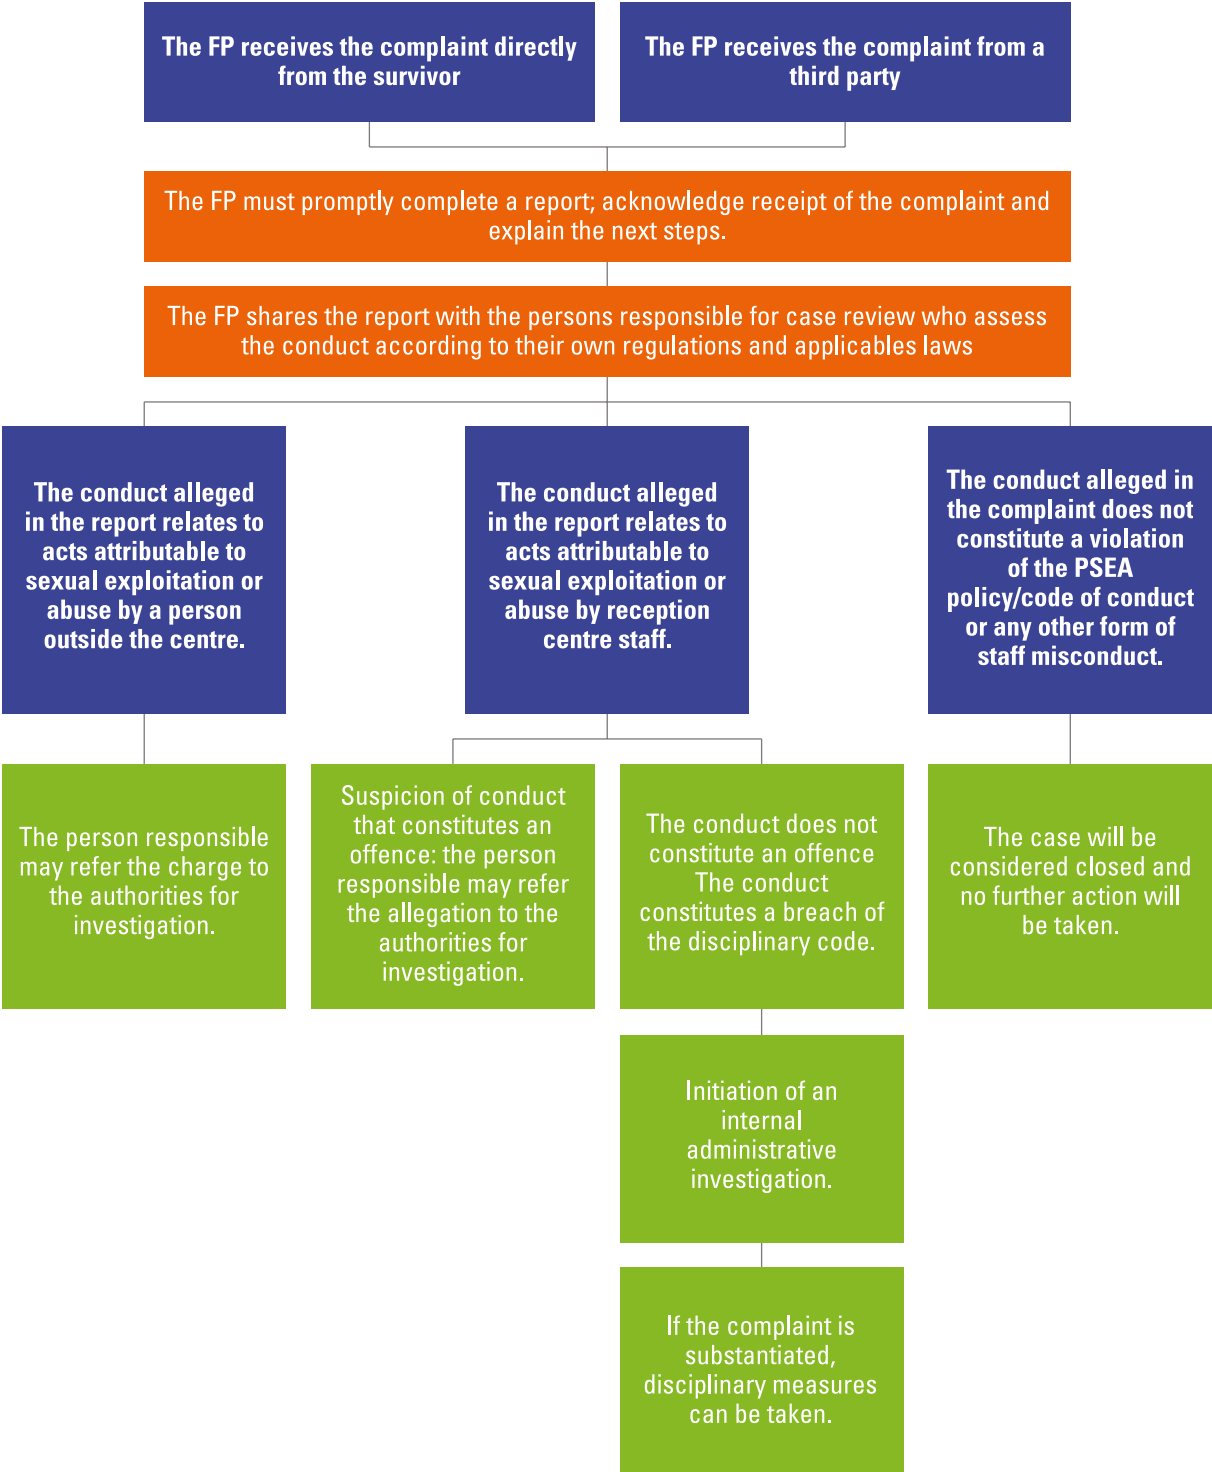 The FP receives the complaint directly
from the survivor
The FP receives the complaint from a
third party
The FP must promptly complete a report; acknowledge receipt of the complaint and
explain the next steps.
The FP shares the report with the persons responsible for case review who assess
the conduct according to their own regulations and applicables laws
The conduct alleged
in the report relates to
acts attributable to
sexual exploitation or
abuse by a person
outside the centre.
The conduct alleged
in the report relates to
acts attributable to
sexual exploitation or
abuse by reception
centre staff.
The conduct alleged in
the complaint does not
constitute a violation
of the PSEA
policy/code of conduct
or any other form of
staff misconduct.
The person responsible
may refer the charge to
the authorities for
investigation.
Suspicion of conduct
that constitutes an
offence: the person
responsible may refer
the allegation to the
authorities for
investigation.
The conduct does not
constitute an offence
The conduct
constitutes a breach of
the disciplinary code.
The case will be
considered closed and
no further action will
be taken.
Initiation of an
internal
administrative
investigation.
If the complaint is
substantiated,
disciplinary measures
can be taken.